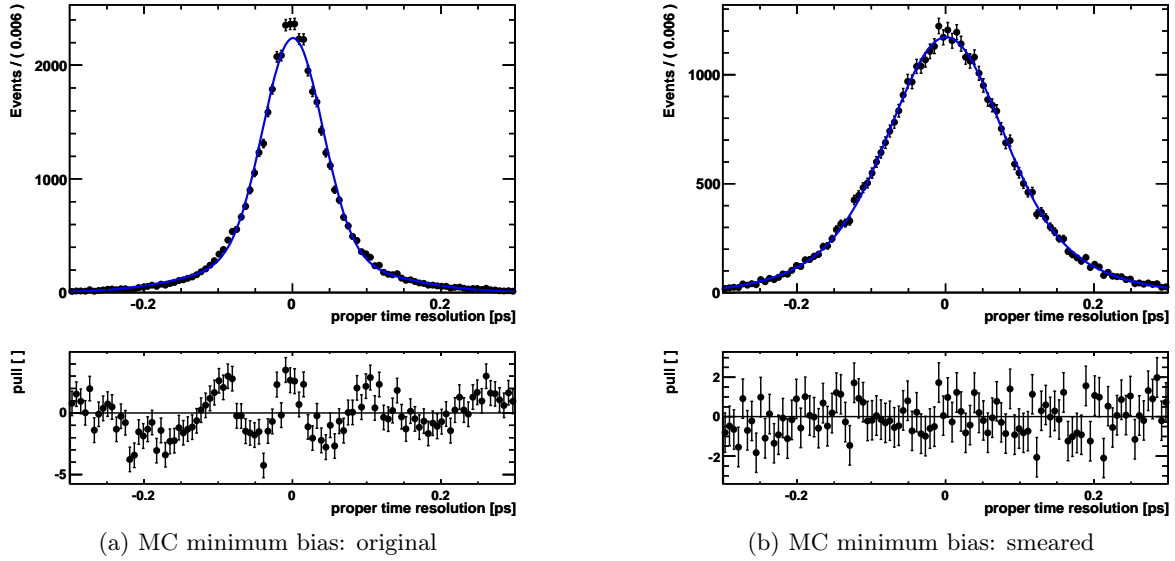 Events / ( 0.006 )
2000
1000
0
-0.2
0
0.2
proper time resolution [ps]
pull [ ]
0
-5
-0.2
0
0.2
proper time resolution [ps]
(a) MC minimum bias: original
Events / ( 0.006 )
1000
500
0
-0.2
0
0.2
proper time resolution [ps]
pull [ ]
2
0
-2
-0.2
0
0.2
proper time resolution [ps]
(b) MC minimum bias: smeared